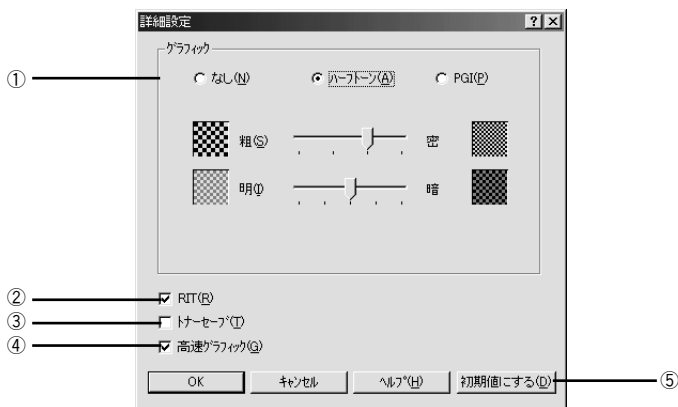 詳細設定
グラフィック
① なし(N) ハーフトーン(A) PGI(P)
粗(S) 密
明(I) 暗
② RIT(R)
③ トナーセーブ(T)
④ 高速グラフィック(G)
OK キャンセル ヘルプ(H) 初期値にする(D) ⑤